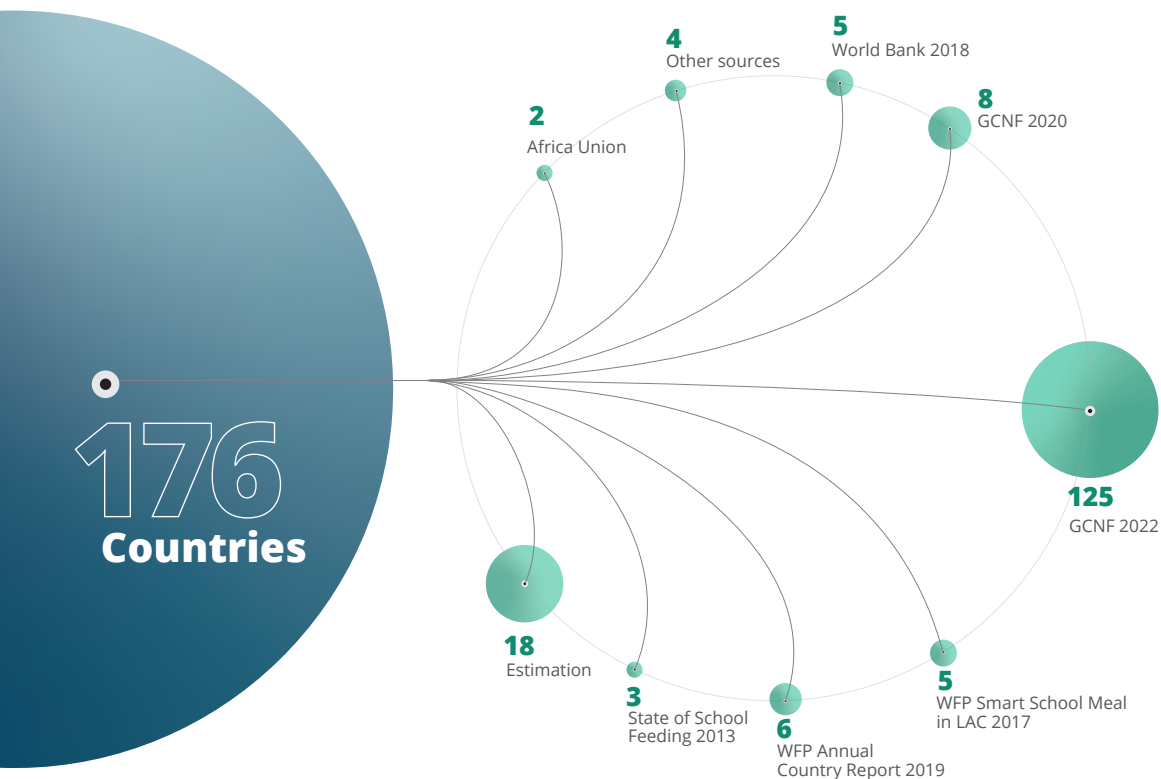 176
Countries
2
Africa Union
4
Other sources
5
World Bank 2018
8
GCNF 2020
125
GCNF 2022
5
WFP Smart School Meal
in LAC 2017
6
WFP Annual
Country Report 2019
3
State of School
Feeding 2013
18
Estimation